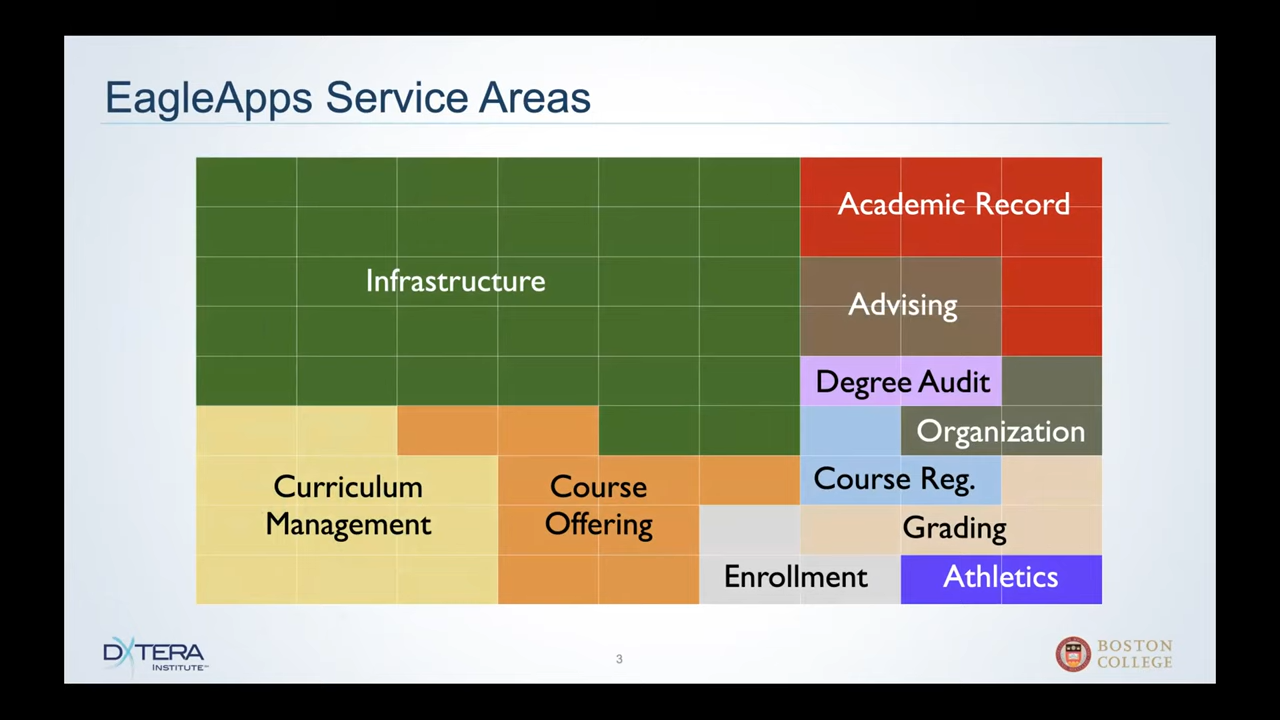 EagleApps Service Areas
Academic Record
Infrastructure
Advising
Degree Audit
Organization
Curriculum
Management
Course
Offering
Course Reg.
Grading
Enrollment
Athletics
DXTERA
INSTITUTE™
3
BOSTON
COLLEGE